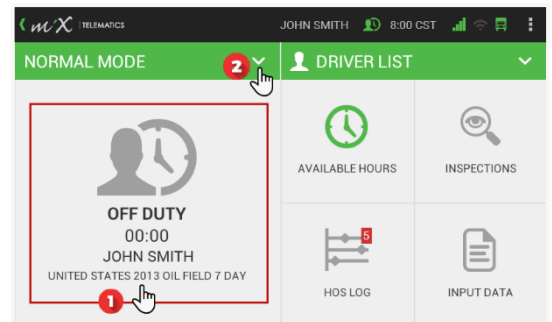 mⁱX TELEMATICS
JOHN SMITH 8:00 CST
NORMAL MODE 2
DRIVER LIST
OFF DUTY
00:00
JOHN SMITH
UNITED STATES 2013 OIL FIELD 7 DAY
1
AVAILABLE HOURS
INSPECTIONS
5
HOS LOG
INPUT DATA